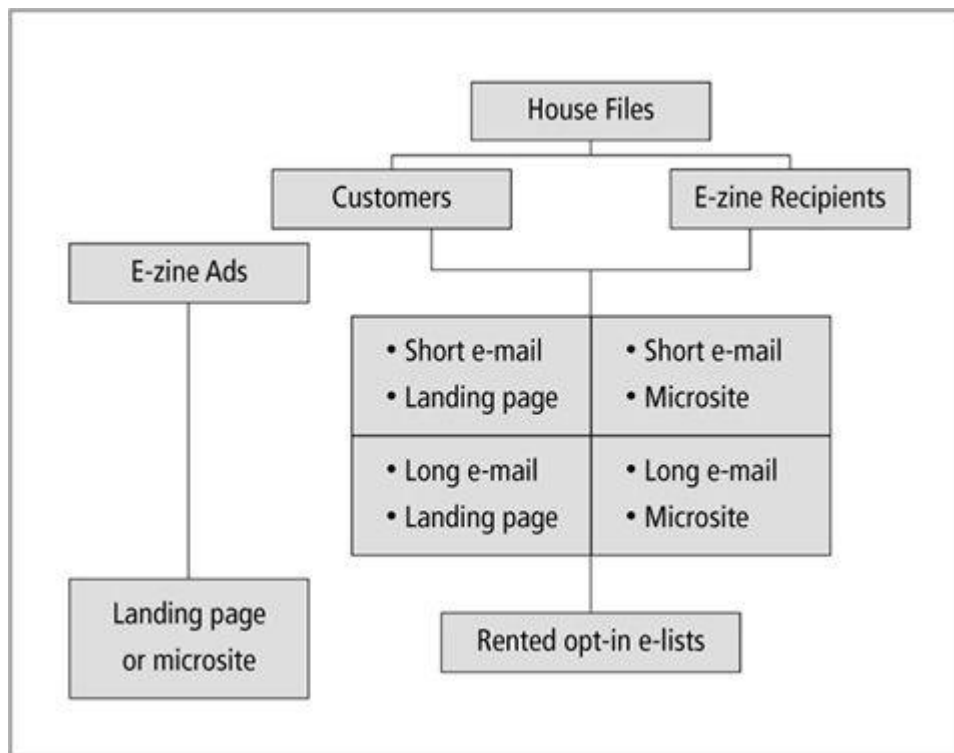 House Files
Customers
E-zine Recipients
E-zine Ads
• Short e-mail
• Landing page
• Short e-mail
• Microsite
• Long e-mail
• Landing page
• Long e-mail
• Microsite
Landing page
or microsite
Rented opt-in e-lists